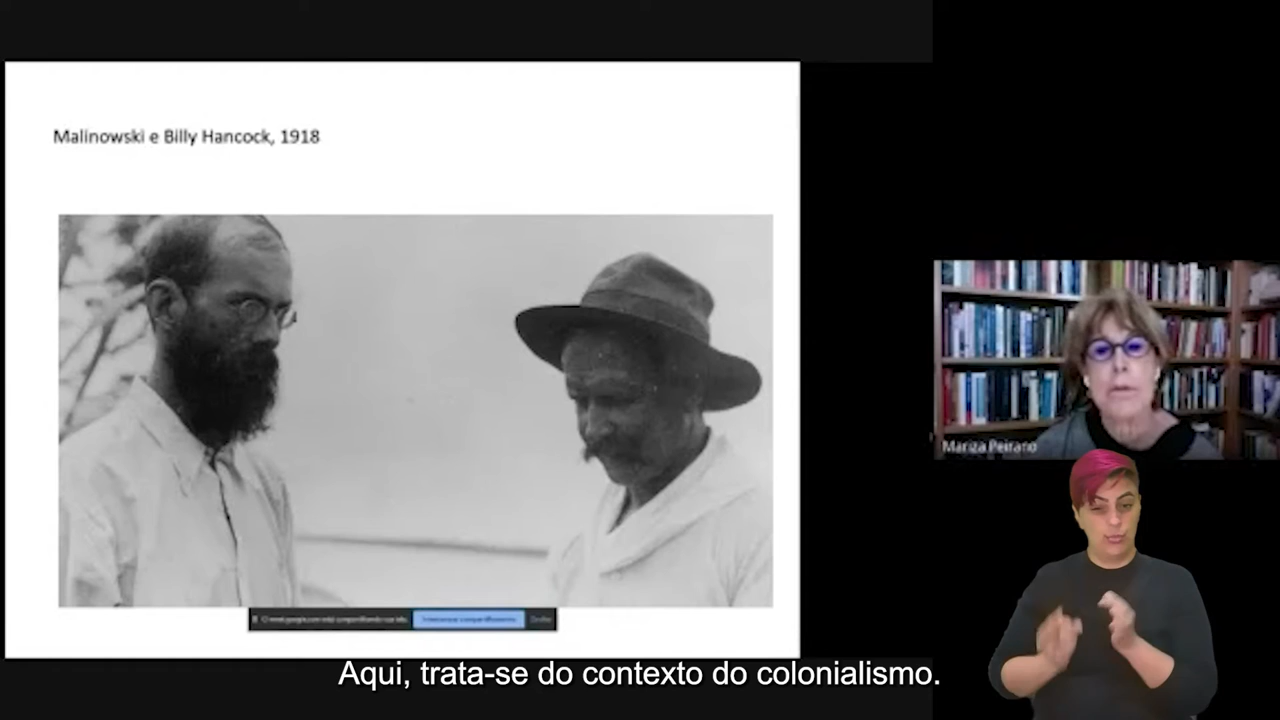 Malinowski e Billy Hancock, 1918
Mariza Peirano
Aqui, trata-se do contexto do colonialismo.